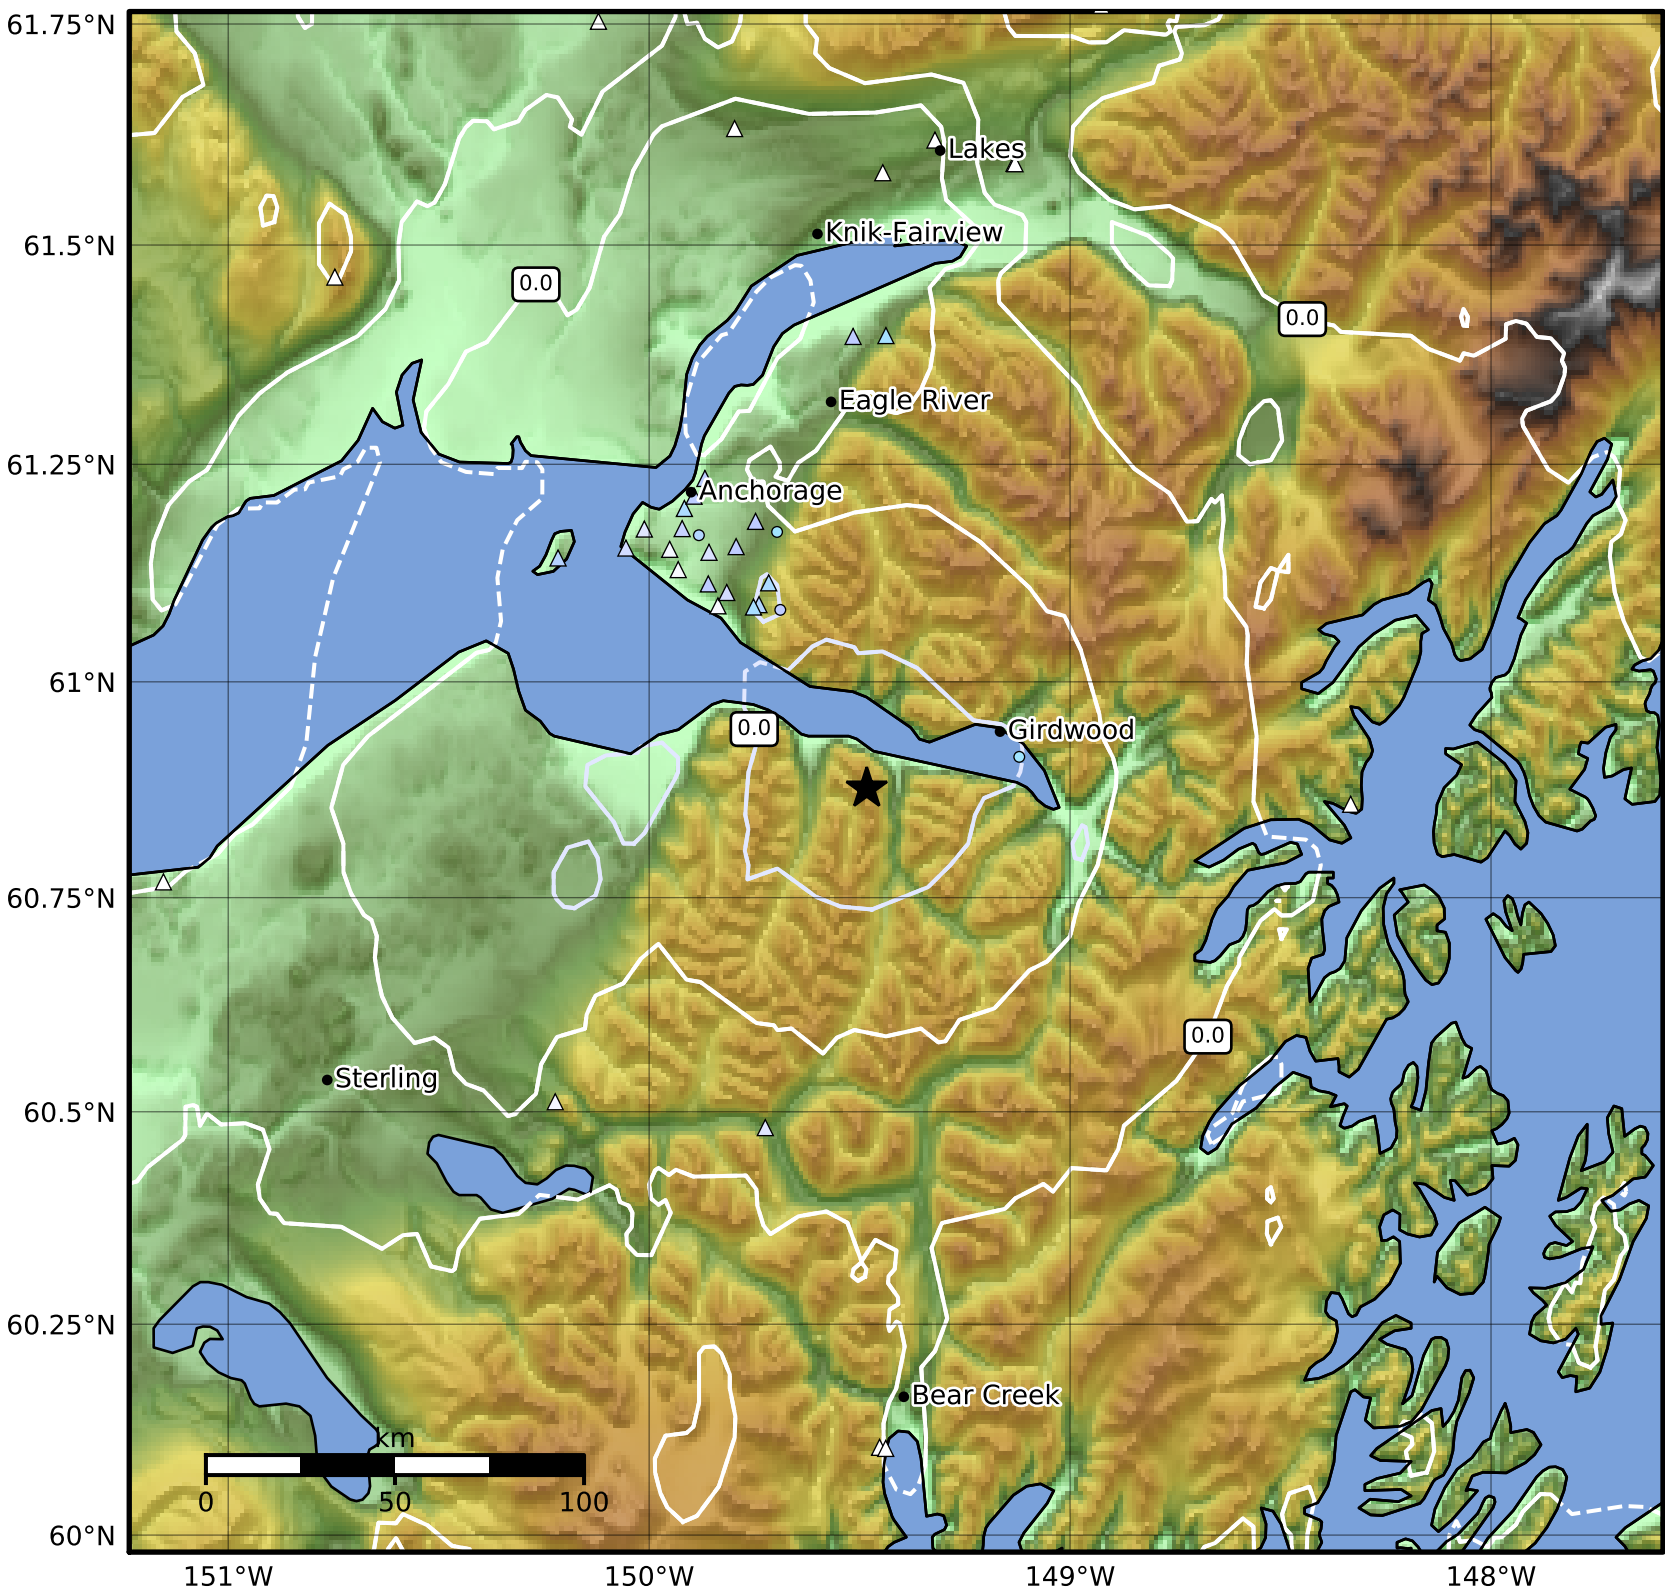 61.75°N
Lakes
Knik-Fairview
61.5°N
0.0
0.0
Eagle River
61.25°N
Anchorage
61°N
0.0
Girdwood
60.75°N
0.0
Sterling
60.5°N
60.25°N
Bear Creek
km
0 50 100
60°N
151°W 150°W 149°W 148°W